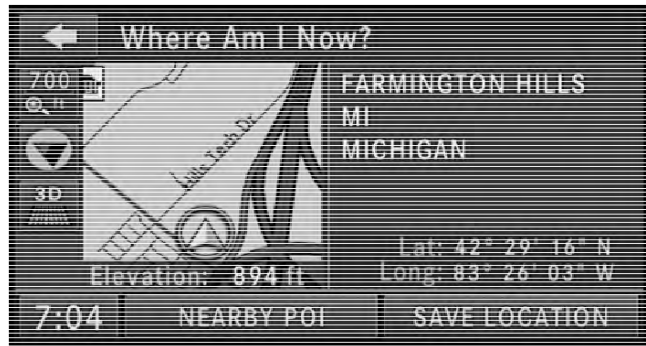 Where Am I Now?
700
ft
3D
Hills Tech Dr
Elevation: 894 ft
FARMINGTON HILLS
MI
MICHIGAN
Lat: 42° 29' 16" N
Long: 83° 26' 03" W
7:04
NEARBY POI
SAVE LOCATION